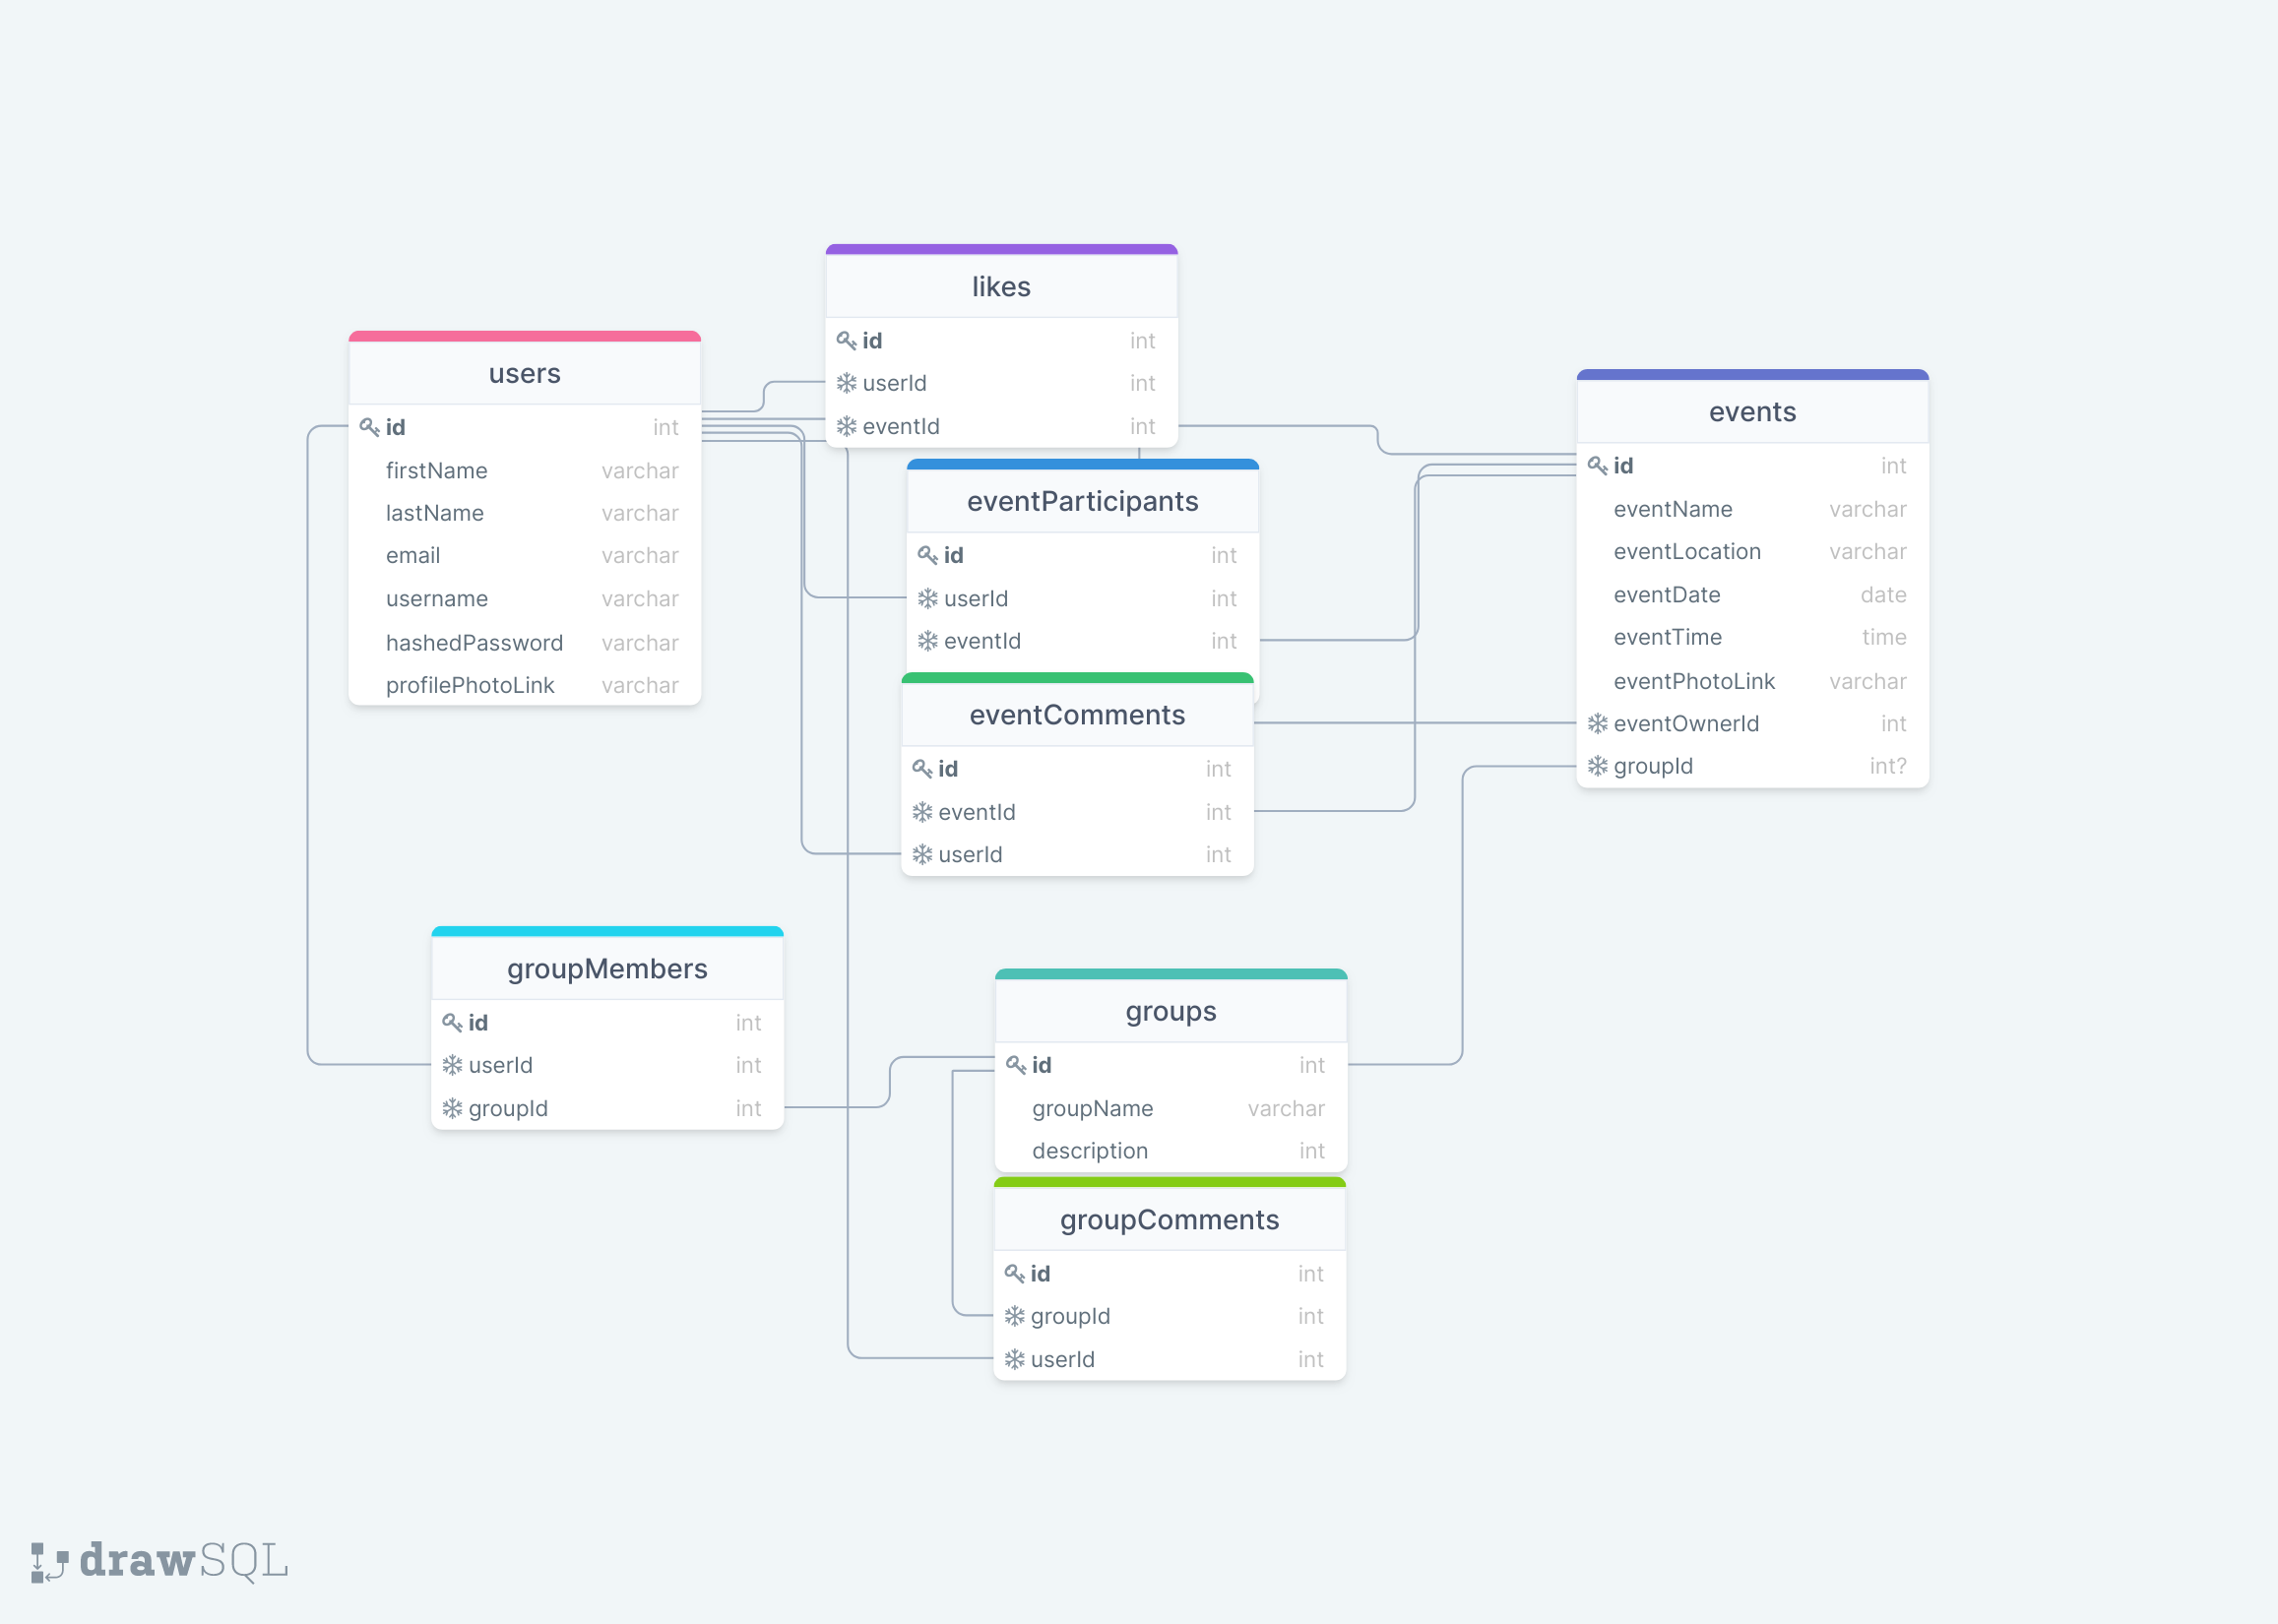 likes
id int
userId int
eventId int
users
id int
firstName varchar
lastName varchar
email varchar
username varchar
hashedPassword varchar
profilePhotoLink varchar
events
id int
eventName varchar
eventLocation varchar
eventDate date
eventTime time
eventPhotoLink varchar
eventOwnerId int
groupId int?
eventParticipants
id int
userId int
eventId int
eventComments
id int
eventId int
userId int
groupMembers
id int
userId int
groupId int
groups
id int
groupName varchar
description int
groupComments
id int
groupId int
userId int
drawSQL